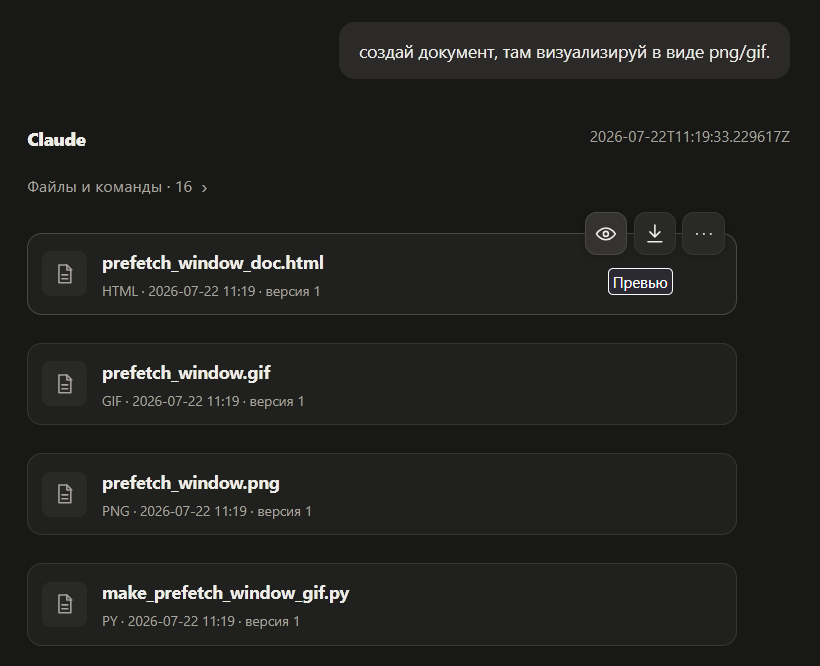 создай документ, там визуализируй в виде png/gif.
Claude
2026-07-22T11:19:33.229617Z
Файлы и команды · 16 ›
prefetch_window_doc.html
HTML · 2026-07-22 11:19 · версия 1
Превью
prefetch_window.gif
GIF · 2026-07-22 11:19 · версия 1
prefetch_window.png
PNG · 2026-07-22 11:19 · версия 1
make_prefetch_window_gif.py
PY · 2026-07-22 11:19 · версия 1